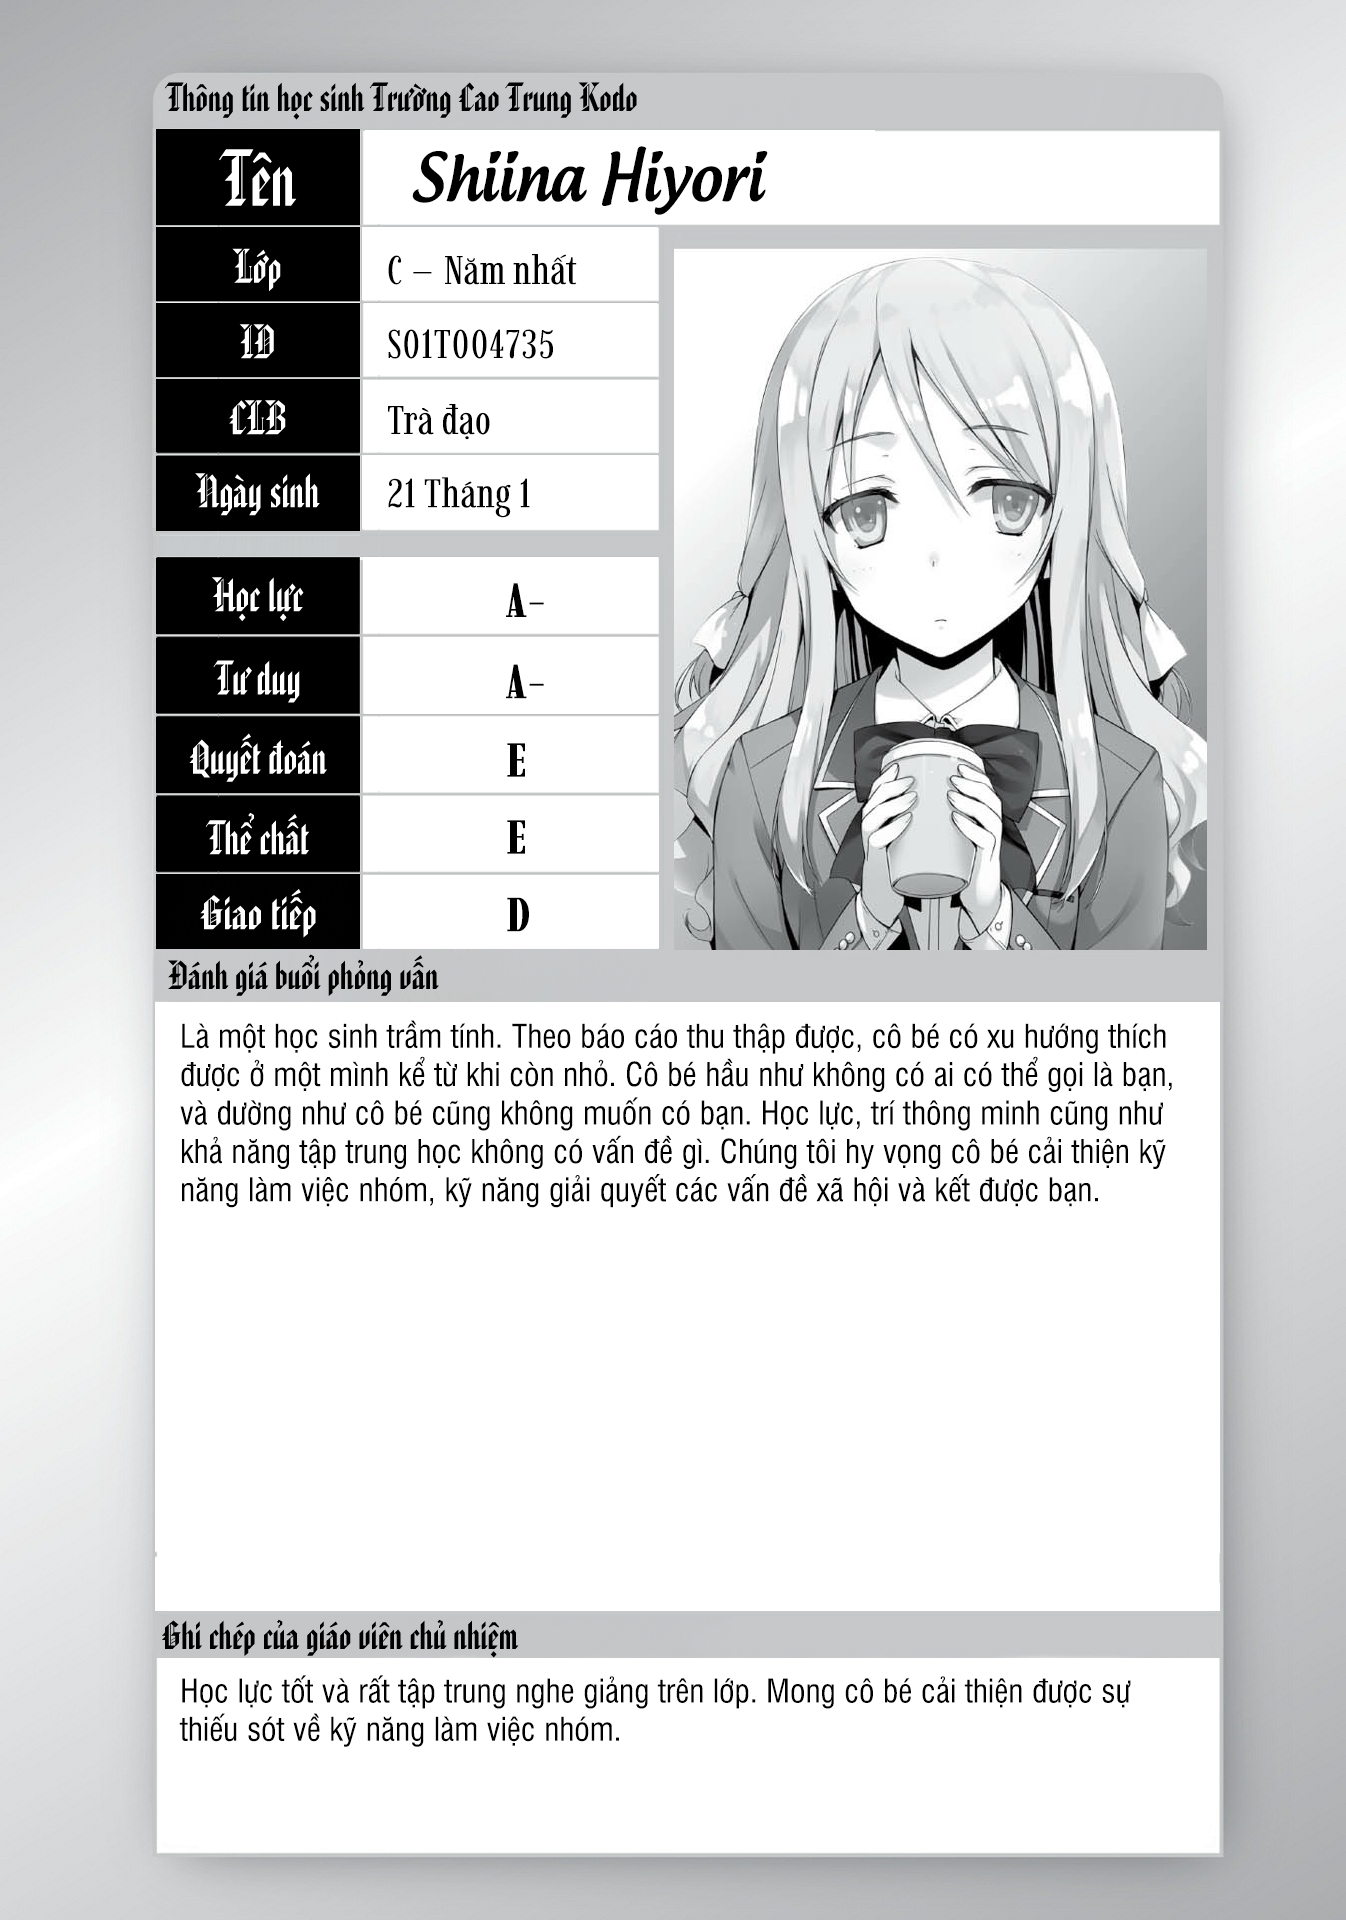 Thông tin học sinh Trường Cao Trung Kodo
Tên
Shiina Hiyori
Lớp
C – Năm nhất
ID
S01T004735
CLB
Trà đạo
Ngày sinh
21 Tháng 1
Học lực
A-
Tư duy
A-
Quyết đoán
E
Thể chất
E
Giao tiếp
D
Đánh giá buổi phỏng vấn
Là một học sinh trầm tính. Theo báo cáo thu thập được, cô bé có xu hướng thích
được ở một mình kể từ khi còn nhỏ. Cô bé hầu như không có ai có thể gọi là bạn,
và dường như cô bé cũng không muốn có bạn. Học lực, trí thông minh cũng như
khả năng tập trung học không có vấn đề gì. Chúng tôi hy vọng cô bé cải thiện kỹ
năng làm việc nhóm, kỹ năng giải quyết các vấn đề xã hội và kết được bạn.
Ghi chép của giáo viên chủ nhiệm
Học lực tốt và rất tập trung nghe giảng trên lớp. Mong cô bé cải thiện được sự
thiếu sót về kỹ năng làm việc nhóm.